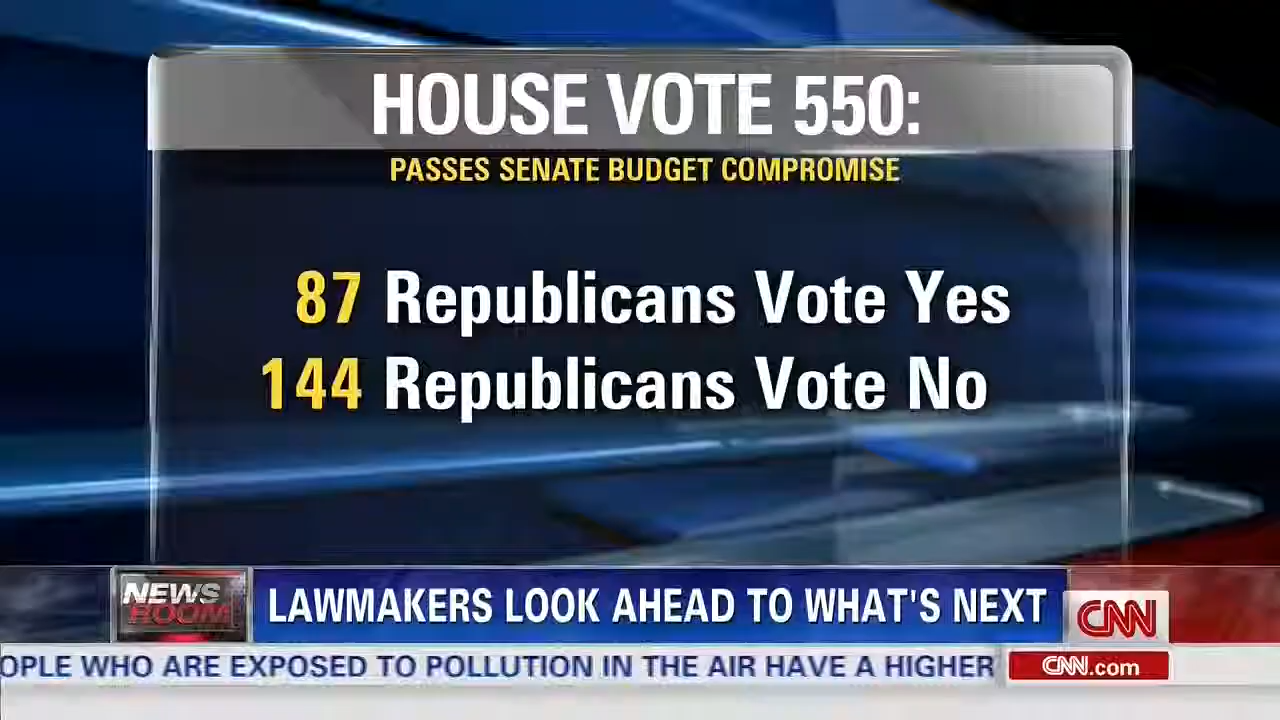 HOUSE VOTE 550:
PASSES SENATE BUDGET COMPROMISE
87 Republicans Vote Yes
144 Republicans Vote No
NEWS
ROOM
LAWMAKERS LOOK AHEAD TO WHAT'S NEXT
CNN
OPLE WHO ARE EXPOSED TO POLLUTION IN THE AIR HAVE A HIGHER
CNN.com